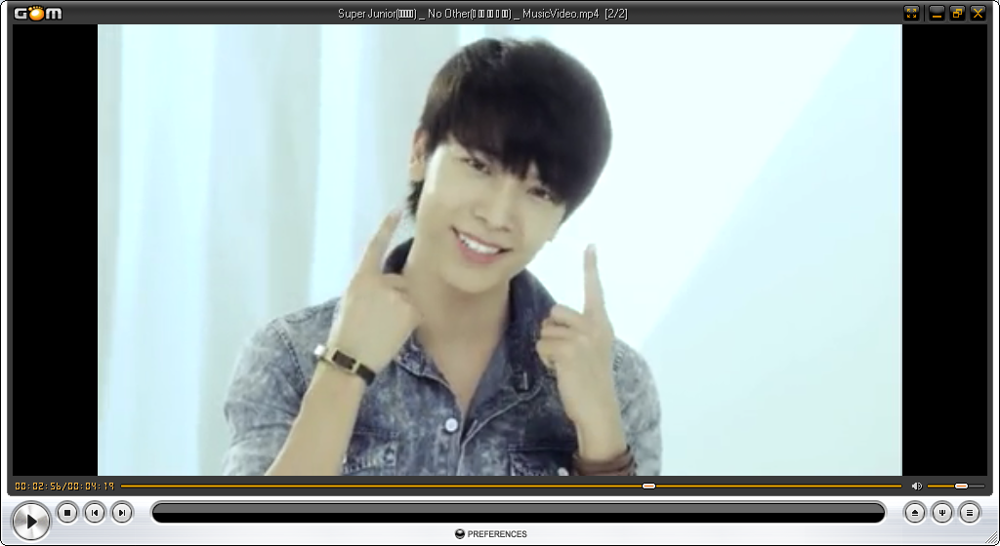 GOM
Super Junior(□□□□□)_ No Other(□ □□ □□ □)_ MusicVideo.mp4 [2/2]
00:02:56/00:04:19
PREFERENCES